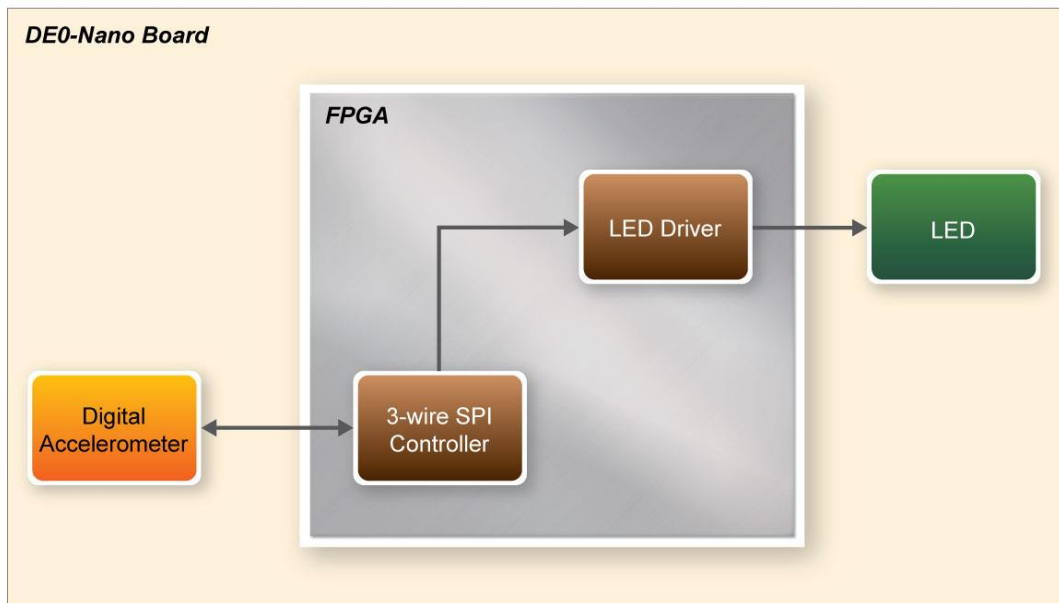 DE0-Nano Board
FPGA
LED Driver
LED
Digital
Accelerometer
3-wire SPI
Controller